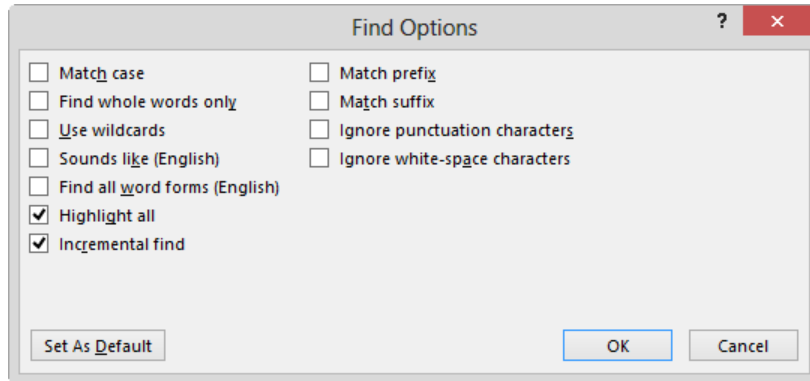 Find Options
?
Match case
Find whole words only
Use wildcards
Sounds like (English)
Find all word forms (English)
Highlight all
Incremental find
Match prefix
Match suffix
Ignore punctuation characters
Ignore white-space characters
Set As Default
OK
Cancel